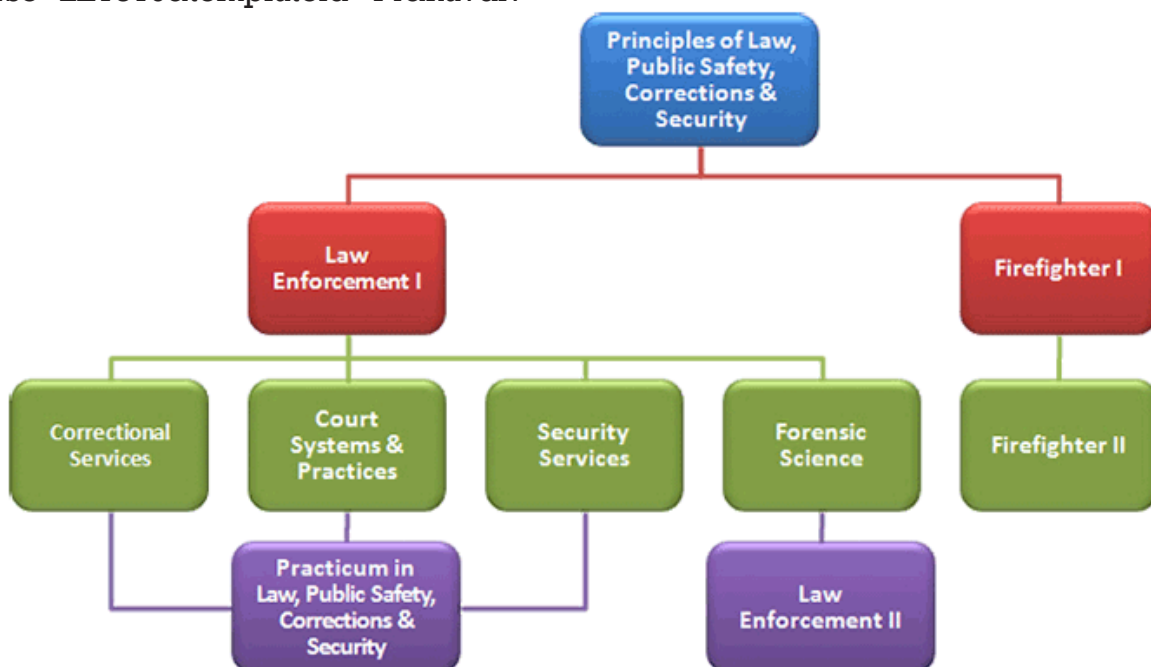 Principles of Law,
Public Safety,
Corrections &
Security
Law
Enforcement I
Firefighter I
Correctional
Services
Court
Systems &
Practices
Security
Services
Forensic
Science
Firefighter II
Practicum in
Law, Public Safety,
Corrections &
Security
Law
Enforcement II